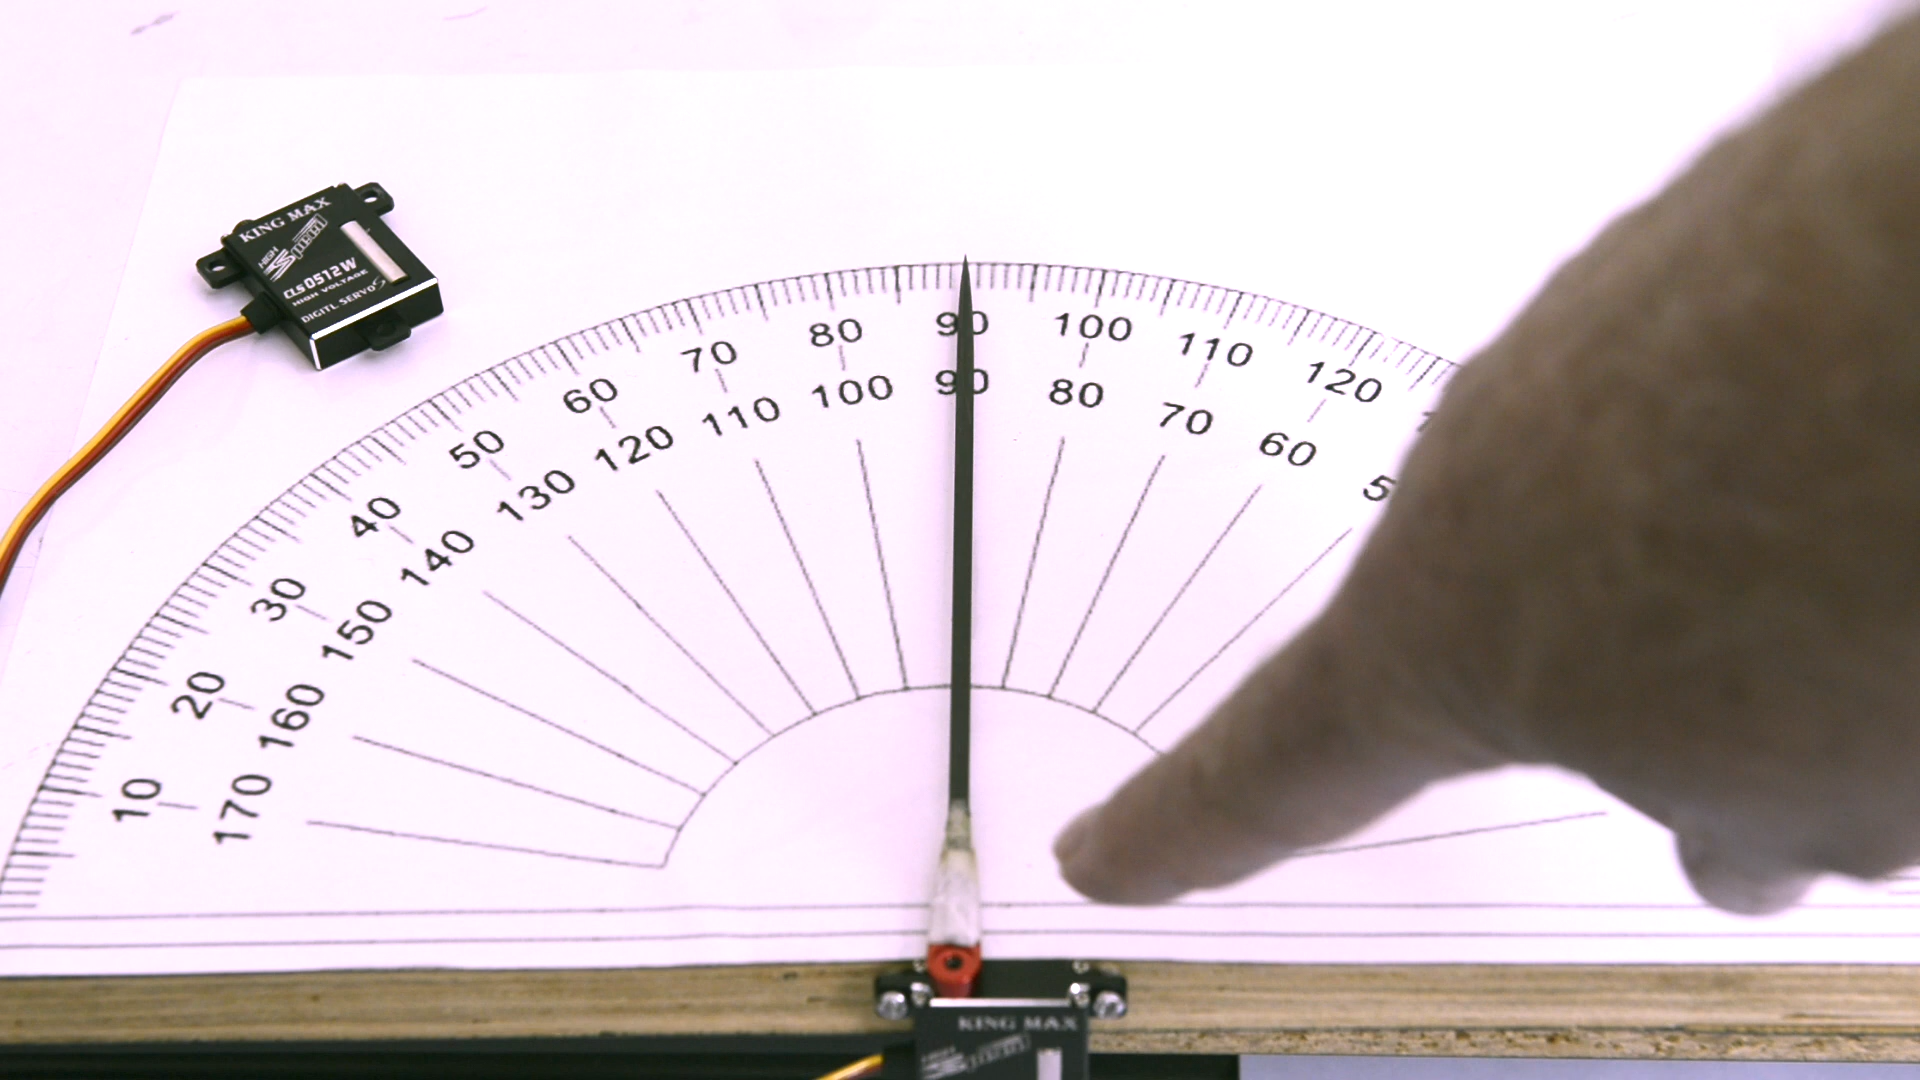 KING MAX
HIGH
CLS0512W
HIGH VOLTAGE
DIGITL SERVO
10 20 30 40 50 60 70 80 90 100 110 120
170 160 150 140 130 120 110 100 90 80 70 60
KING MAX